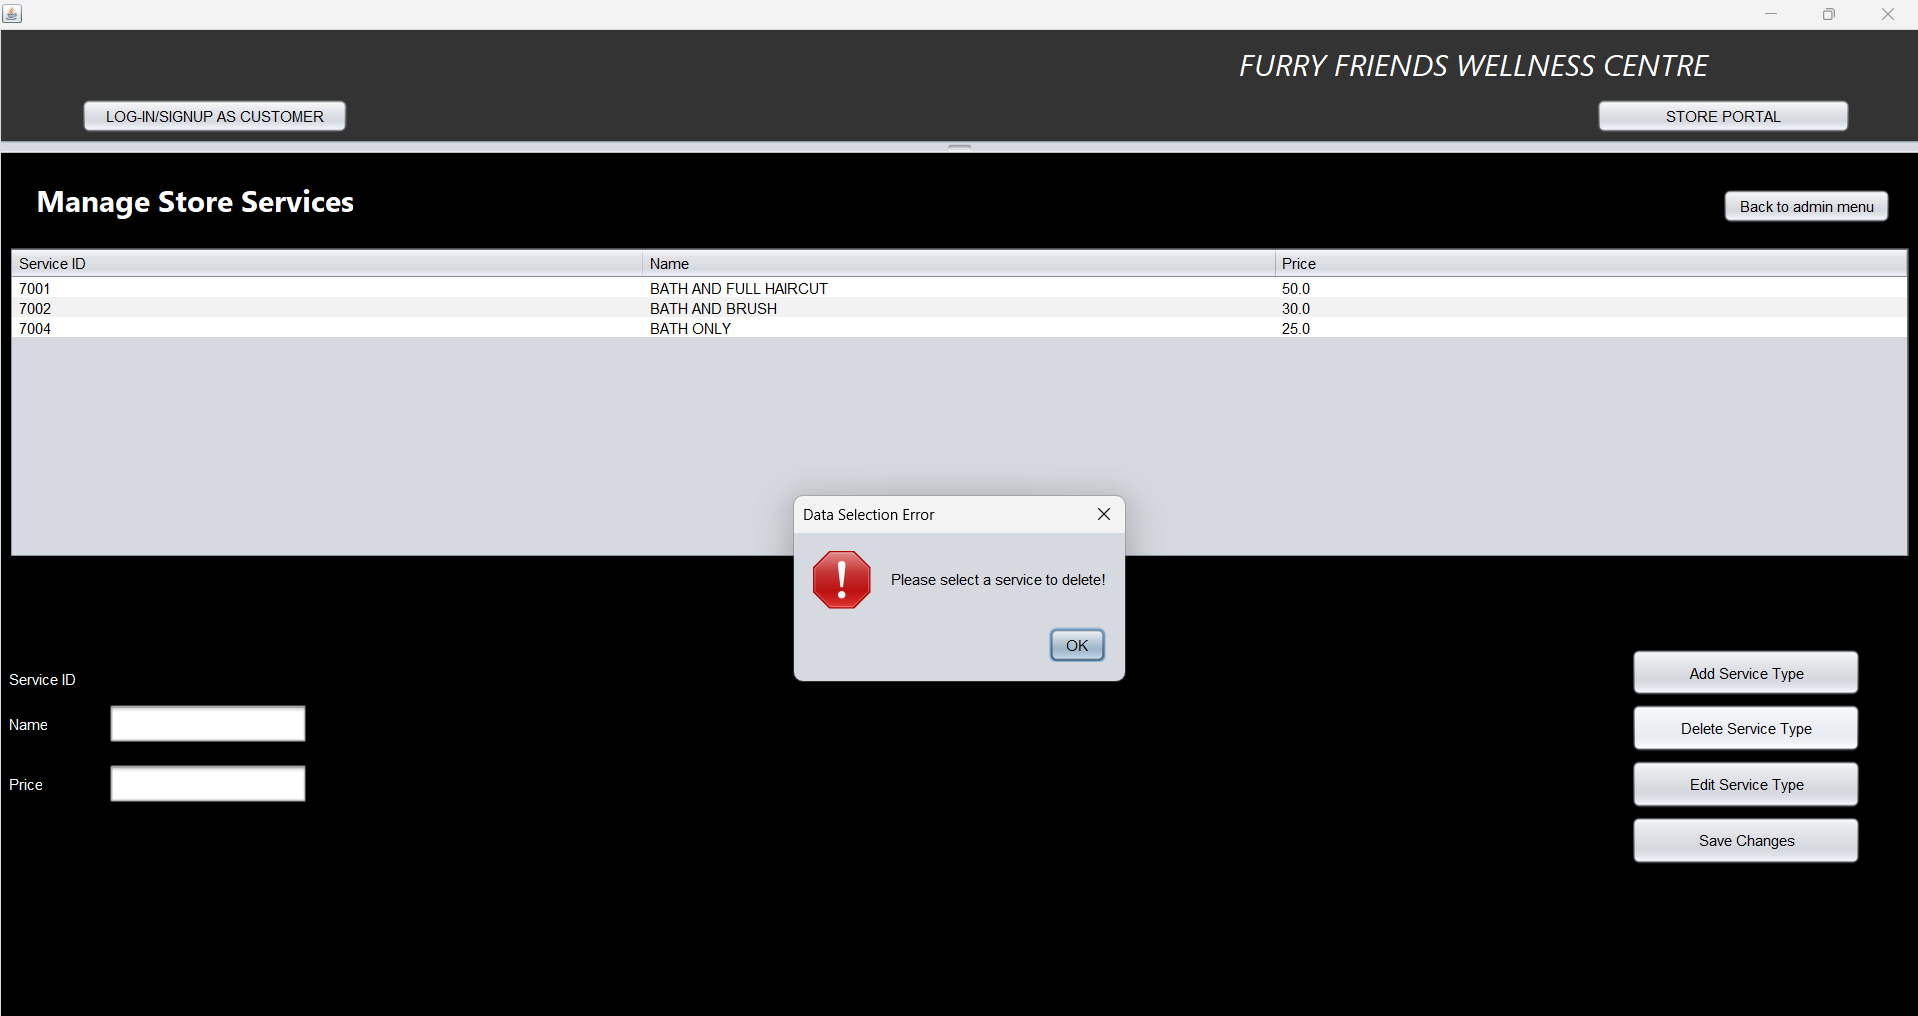 FURRY FRIENDS WELLNESS CENTRE
LOG-IN/SIGNUP AS CUSTOMER
STORE PORTAL
Manage Store Services
Back to admin menu
Service ID Name Price
7001 BATH AND FULL HAIRCUT 50.0
7002 BATH AND BRUSH 30.0
7004 BATH ONLY 25.0
Data Selection Error
Please select a service to delete!
OK
Service ID
Name
Price
Add Service Type
Delete Service Type
Edit Service Type
Save Changes